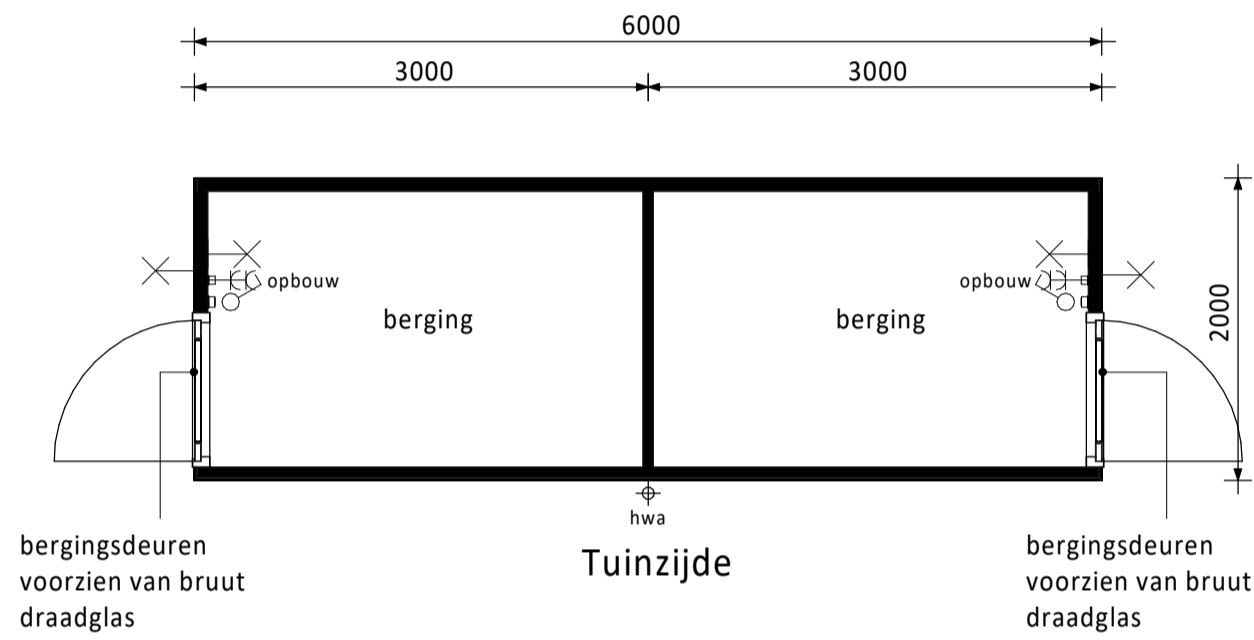 6000
3000
3000
opbouw
opbouw
berging
berging
2000
hwa
Tuinzijde
bergingsdeuren
voorzien van bruut
draadglas
bergingsdeuren
voorzien van bruut
draadglas